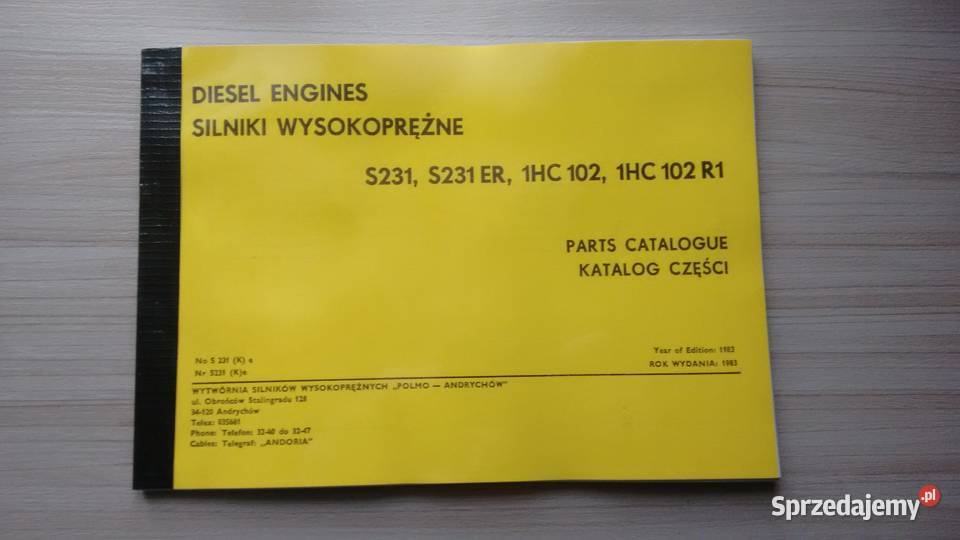 DIESEL ENGINES
SILNIKI WYSOKOPRĘŻNE
S231, S231 ER, 1HC 102, 1HC 102 R1
PARTS CATALOGUE
KATALOG CZĘŚCI
No S 231 (K) e
Nr S231 (K)e
Year of Edition: 1983
ROK WYDANIA: 1983
WYTWÓRNIA SILNIKÓW WYSOKOPRĘŻNYCH „POLMO — ANDRYCHÓW"
ul. Obrońców Stalingradu 128
34-120 Andrychów
Telex: 035661
Phone: Telefon: 32-40 do 32-47
Cables: Telegraf: „ANDORIA"
Sprzedajemy.pl